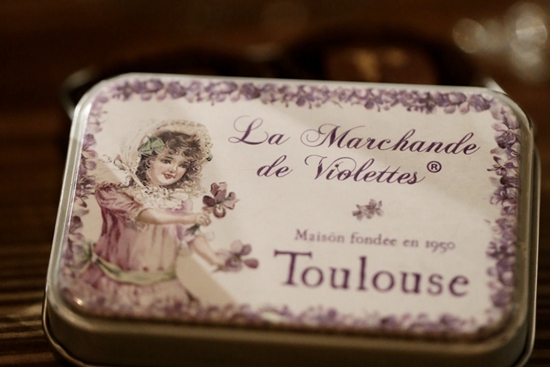 La Marchande
de Violettes®
Maison fondée en 1950
Toulouse